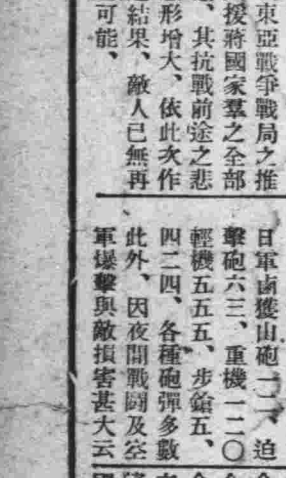 東亞戰爭戰局之推
援蔣國家羣之全部
、其抗戰前途之悲
形增大、依此次作
結果、敵人已無再
可能、
日軍鹵獲山砲一二、迫
擊砲六三、重機一二〇
輕機五五五、步鎗五、
四二四、各種砲彈多數
此外、因夜間戰鬪及空
軍爆擊與敵損害甚大云